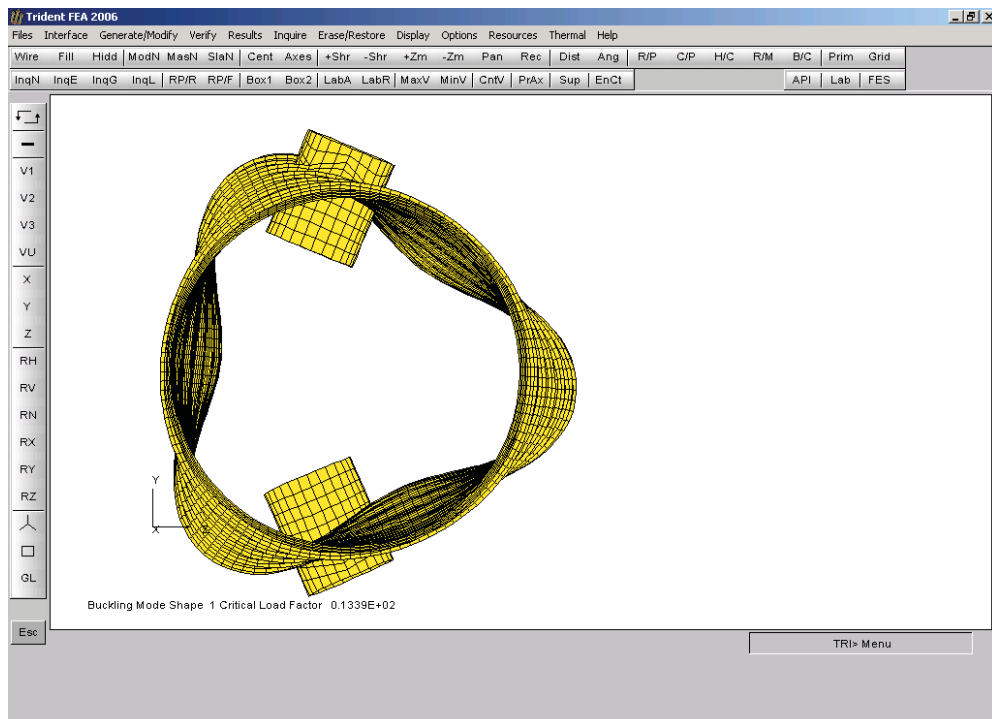 Trident FEA 2006
Files Interface Generate/Modify Verify Results Inquire Erase/Restore Display Options Resources Thermal Help
Wire Fill Hidd ModN MasN SlaN Cent Axes +Shr -Shr +Zm -Zm Pan Rec Dist Ang R/P C/P H/C R/M B/C Prim Grid
InqN InqE InqG InqL RP/R RP/F Box1 Box2 LabA LabR MaxV MinV CntV PrAx Sup EnCt API Lab FES
V1
V2
V3
VU
X
Y
Z
RH
RV
RN
RX
RY
RZ
GL
Esc
Y
X Z
Buckling Mode Shape 1 Critical Load Factor 0.1339E+02
TRI> Menu